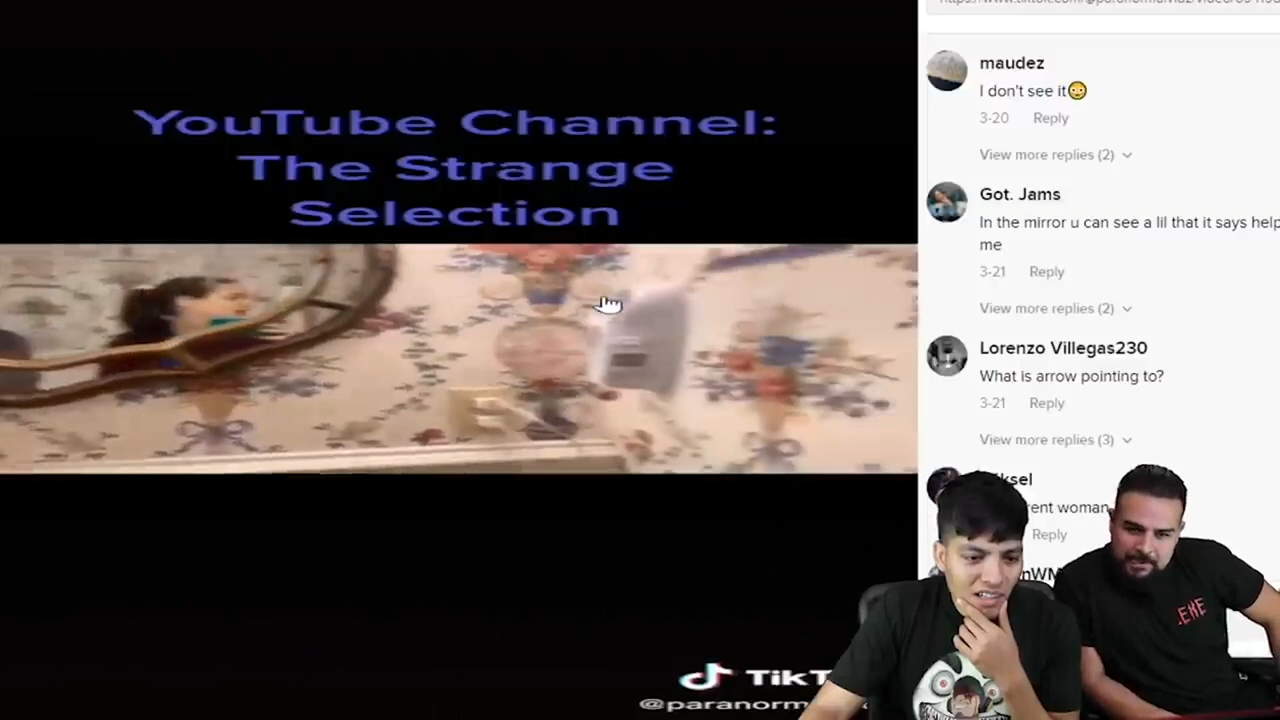 YouTube Channel:
The Strange
Selection
maudez
I don't see it😳
3-20 Reply
View more replies (2)
Got. Jams
In the mirror u can see a lil that it says help
me
3-21 Reply
View more replies (2)
Lorenzo Villegas230
What is arrow pointing to?
3-21 Reply
View more replies (3)
woman
Reply
TikT
@paranorm